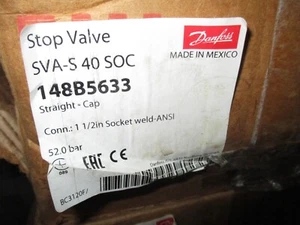 Stop Valve
Danfoss
MADE IN MEXICO
SVA-S 40 SOC
148B5633
Straight - Cap
Conn.: 1 1/2in Socket weld-ANSI
52.0 bar
EAC CE
BC3120F/